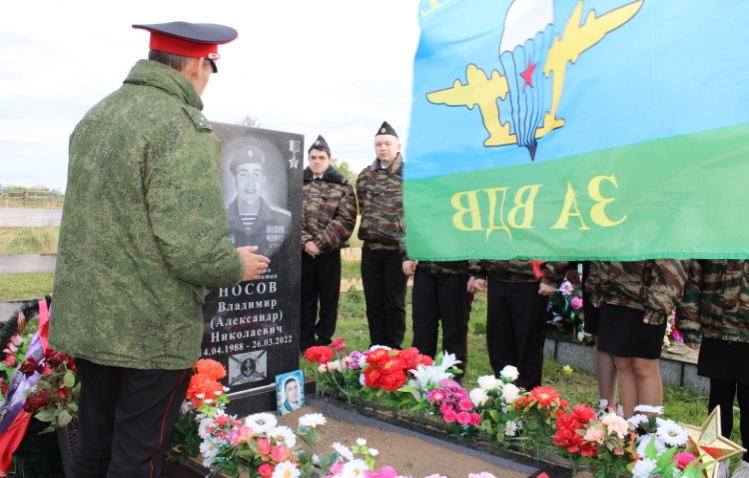 НОСОВ
Владимир
(Александр)
Николаевич
14.04.1988 - 26.03.2022
ЗА ВДВ